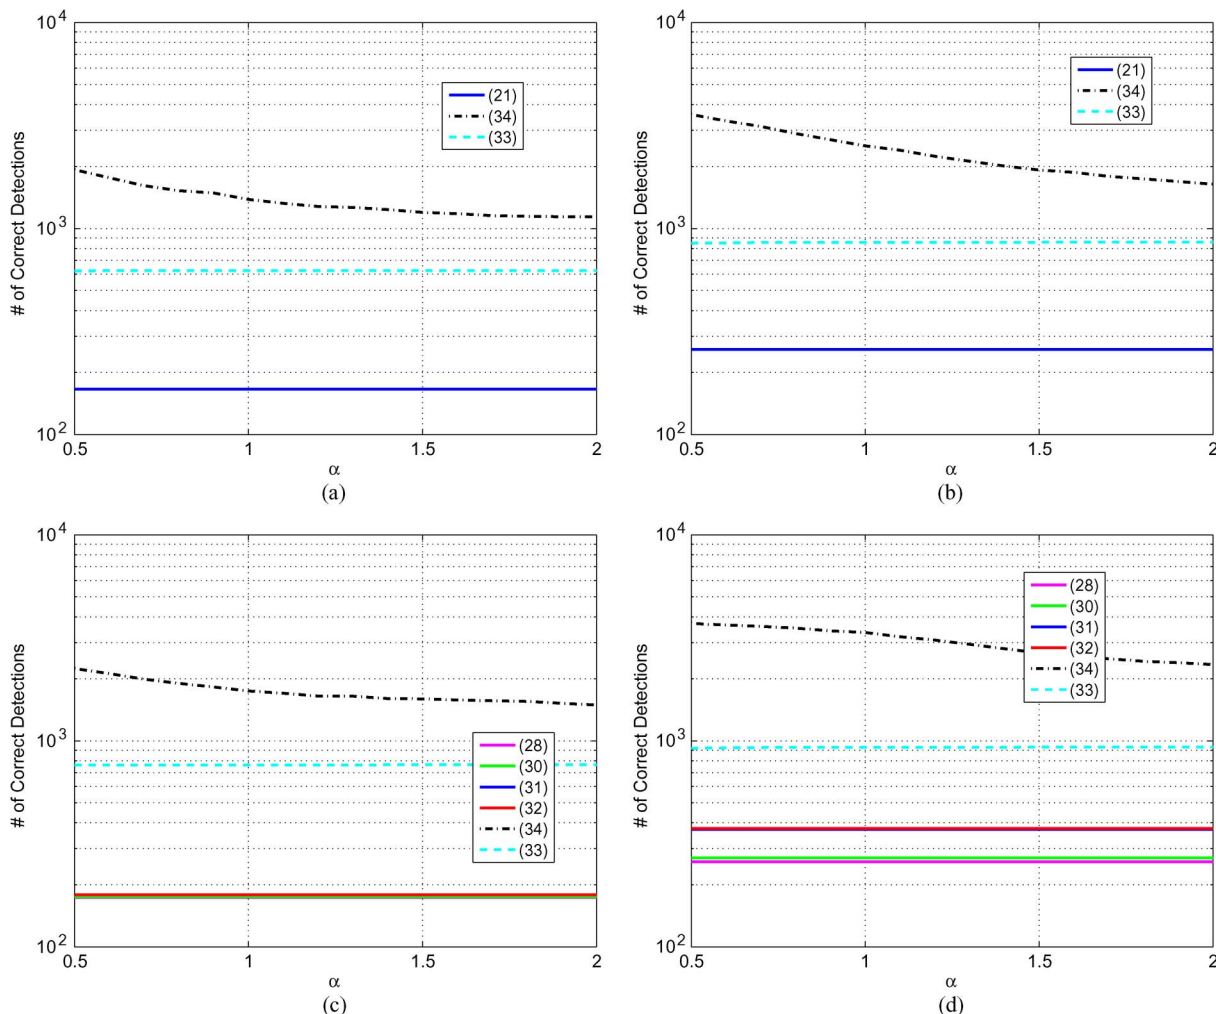 10^4
10^3
10^2
# of Correct Detections
(21)
(34)
(33)
0.5 1 1.5 2
α
(a)
10^4
10^3
10^2
# of Correct Detections
(21)
(34)
(33)
0.5 1 1.5 2
α
(b)
10^4
10^3
10^2
# of Correct Detections
(28)
(30)
(31)
(32)
(34)
(33)
0.5 1 1.5 2
α
(c)
10^4
10^3
10^2
# of Correct Detections
(28)
(30)
(31)
(32)
(34)
(33)
0.5 1 1.5 2
α
(d)